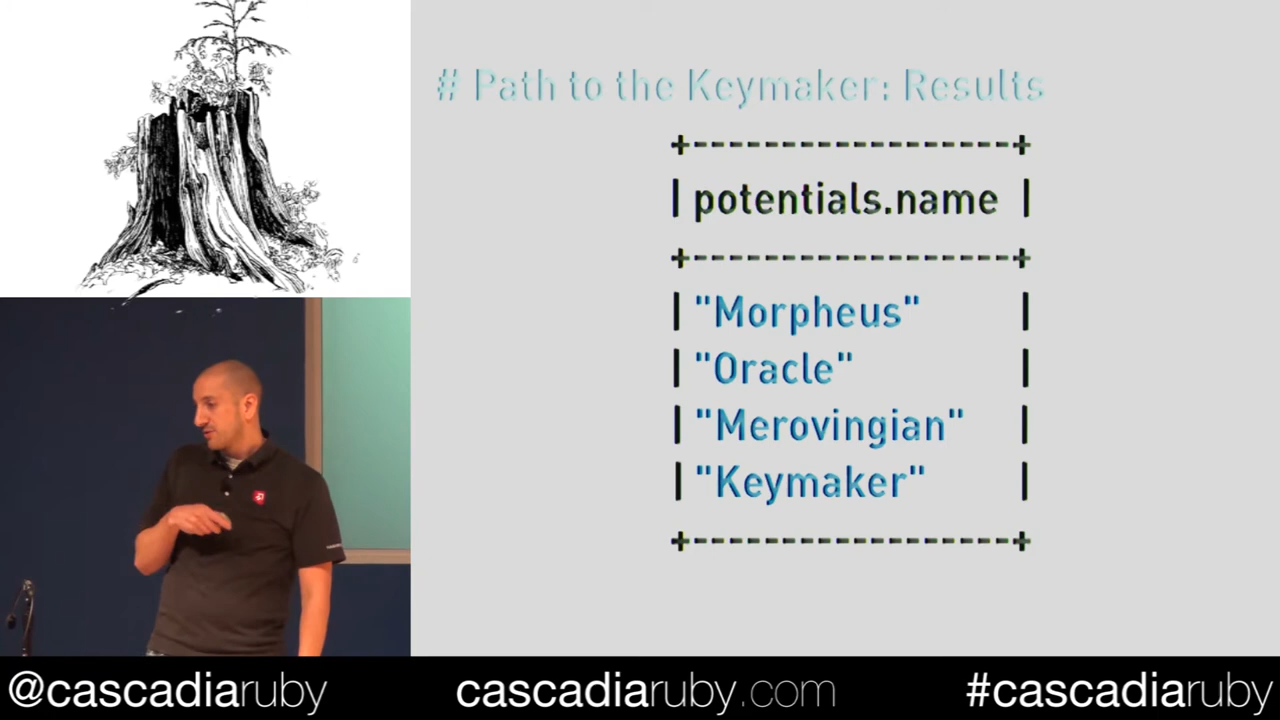 # Path to the Keymaker: Results
+------------------+
| potentials.name |
+------------------+
| "Morpheus" |
| "Oracle" |
| "Merovingian" |
| "Keymaker" |
+------------------+
@cascadiaruby cascadiaruby.com #cascadiaruby